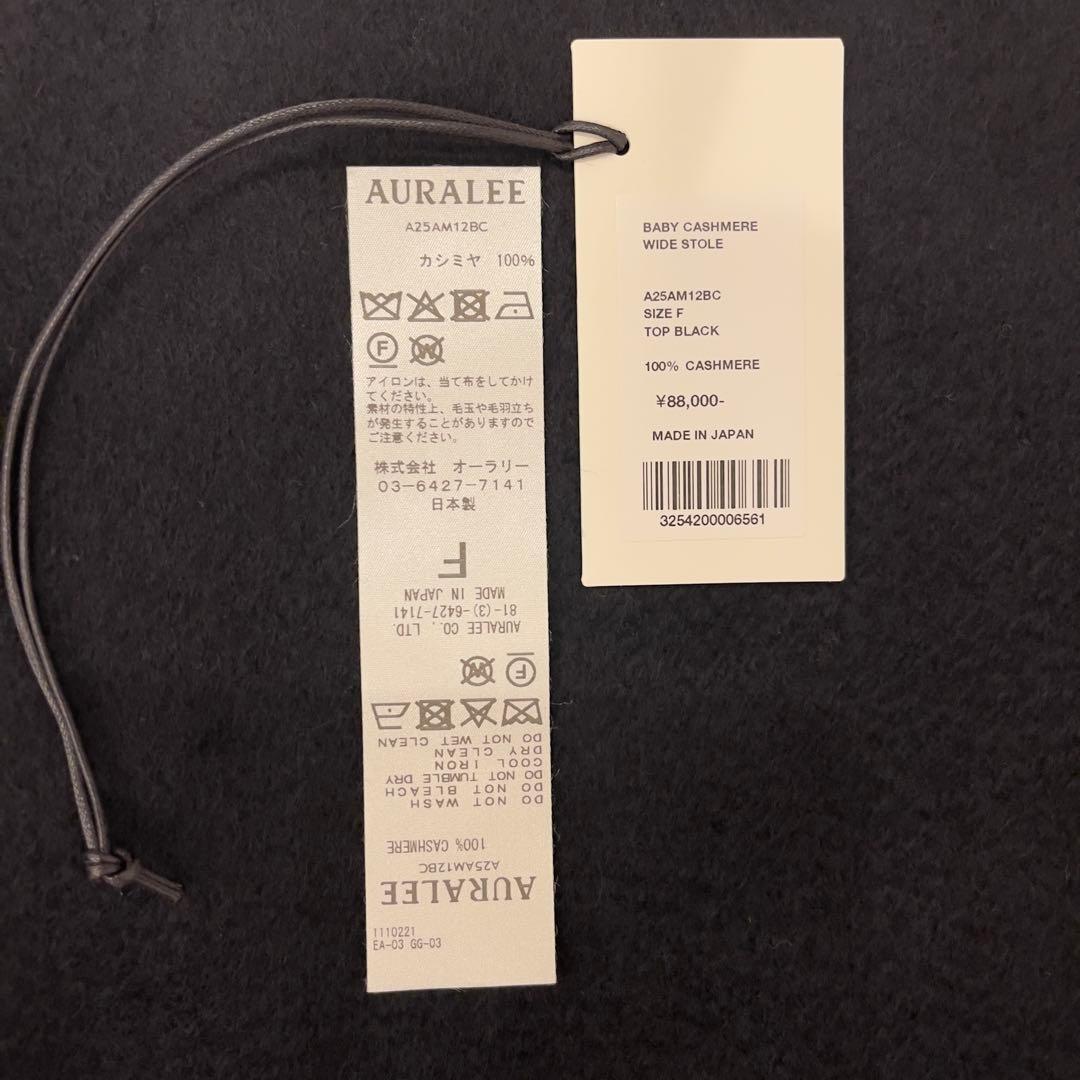 AURALEE
A25AM12BC
カシミヤ 100%
F
W
アイロンは、当て布をしてかけ
てください。
素材の特性上、毛玉や毛羽立ち
が発生することがありますので
ご注意ください。
株式会社 オーラリー
03-6427-7141
日本製
F
MADE IN JAPAN
81-(3)-6427-7141
AURALEE CO., LTD.
F
W
DO NOT WASH
DO NOT BLEACH
DO NOT TUMBLE DRY
COOL IRON
DRY CLEAN
DO NOT WET CLEAN
100% CASHMERE
A25AM12BC
AURALEE
1110221
EA-03 GG-03
BABY CASHMERE
WIDE STOLE
A25AM12BC
SIZE F
TOP BLACK
100% CASHMERE
¥88,000-
MADE IN JAPAN
3254200006561